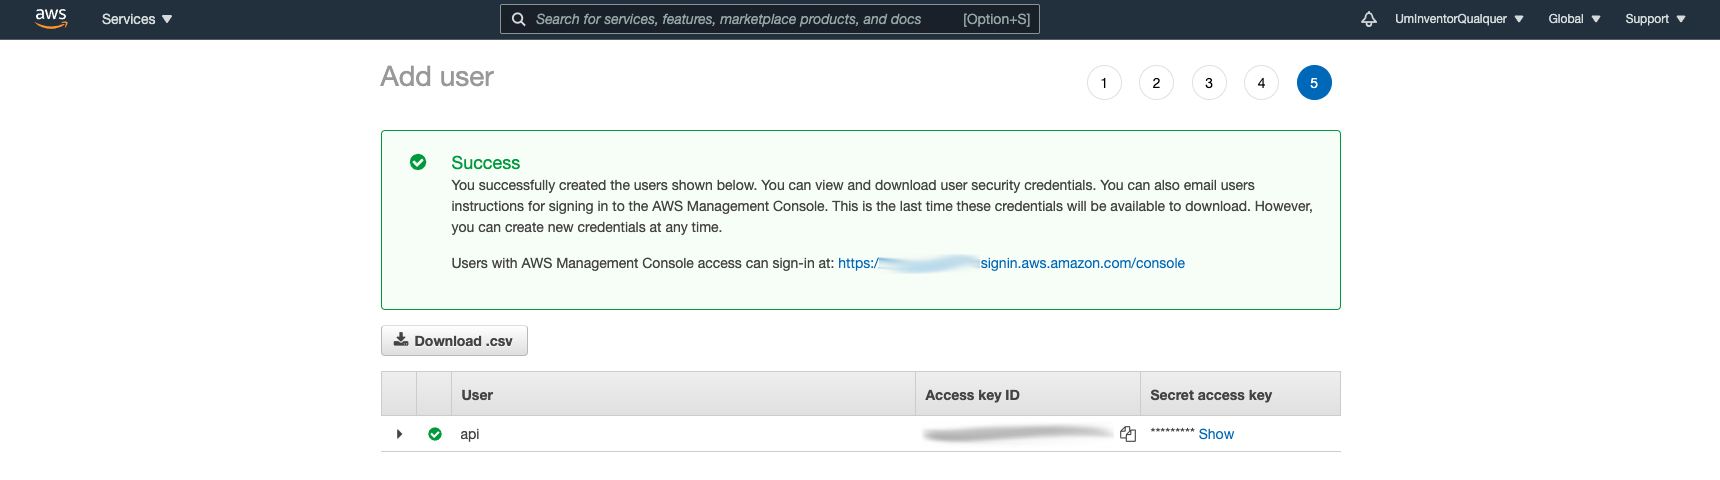 aws
Services
Search for services, features, marketplace products, and docs [Option+S]
UmInventorQualquer
Global
Support
Add user
1 2 3 4 5
Success
You successfully created the users shown below. You can view and download user security credentials. You can also email users
instructions for signing in to the AWS Management Console. This is the last time these credentials will be available to download. However,
you can create new credentials at any time.
Users with AWS Management Console access can sign-in at: https:/ signin.aws.amazon.com/console
Download .csv
User Access key ID Secret access key
api ********* Show